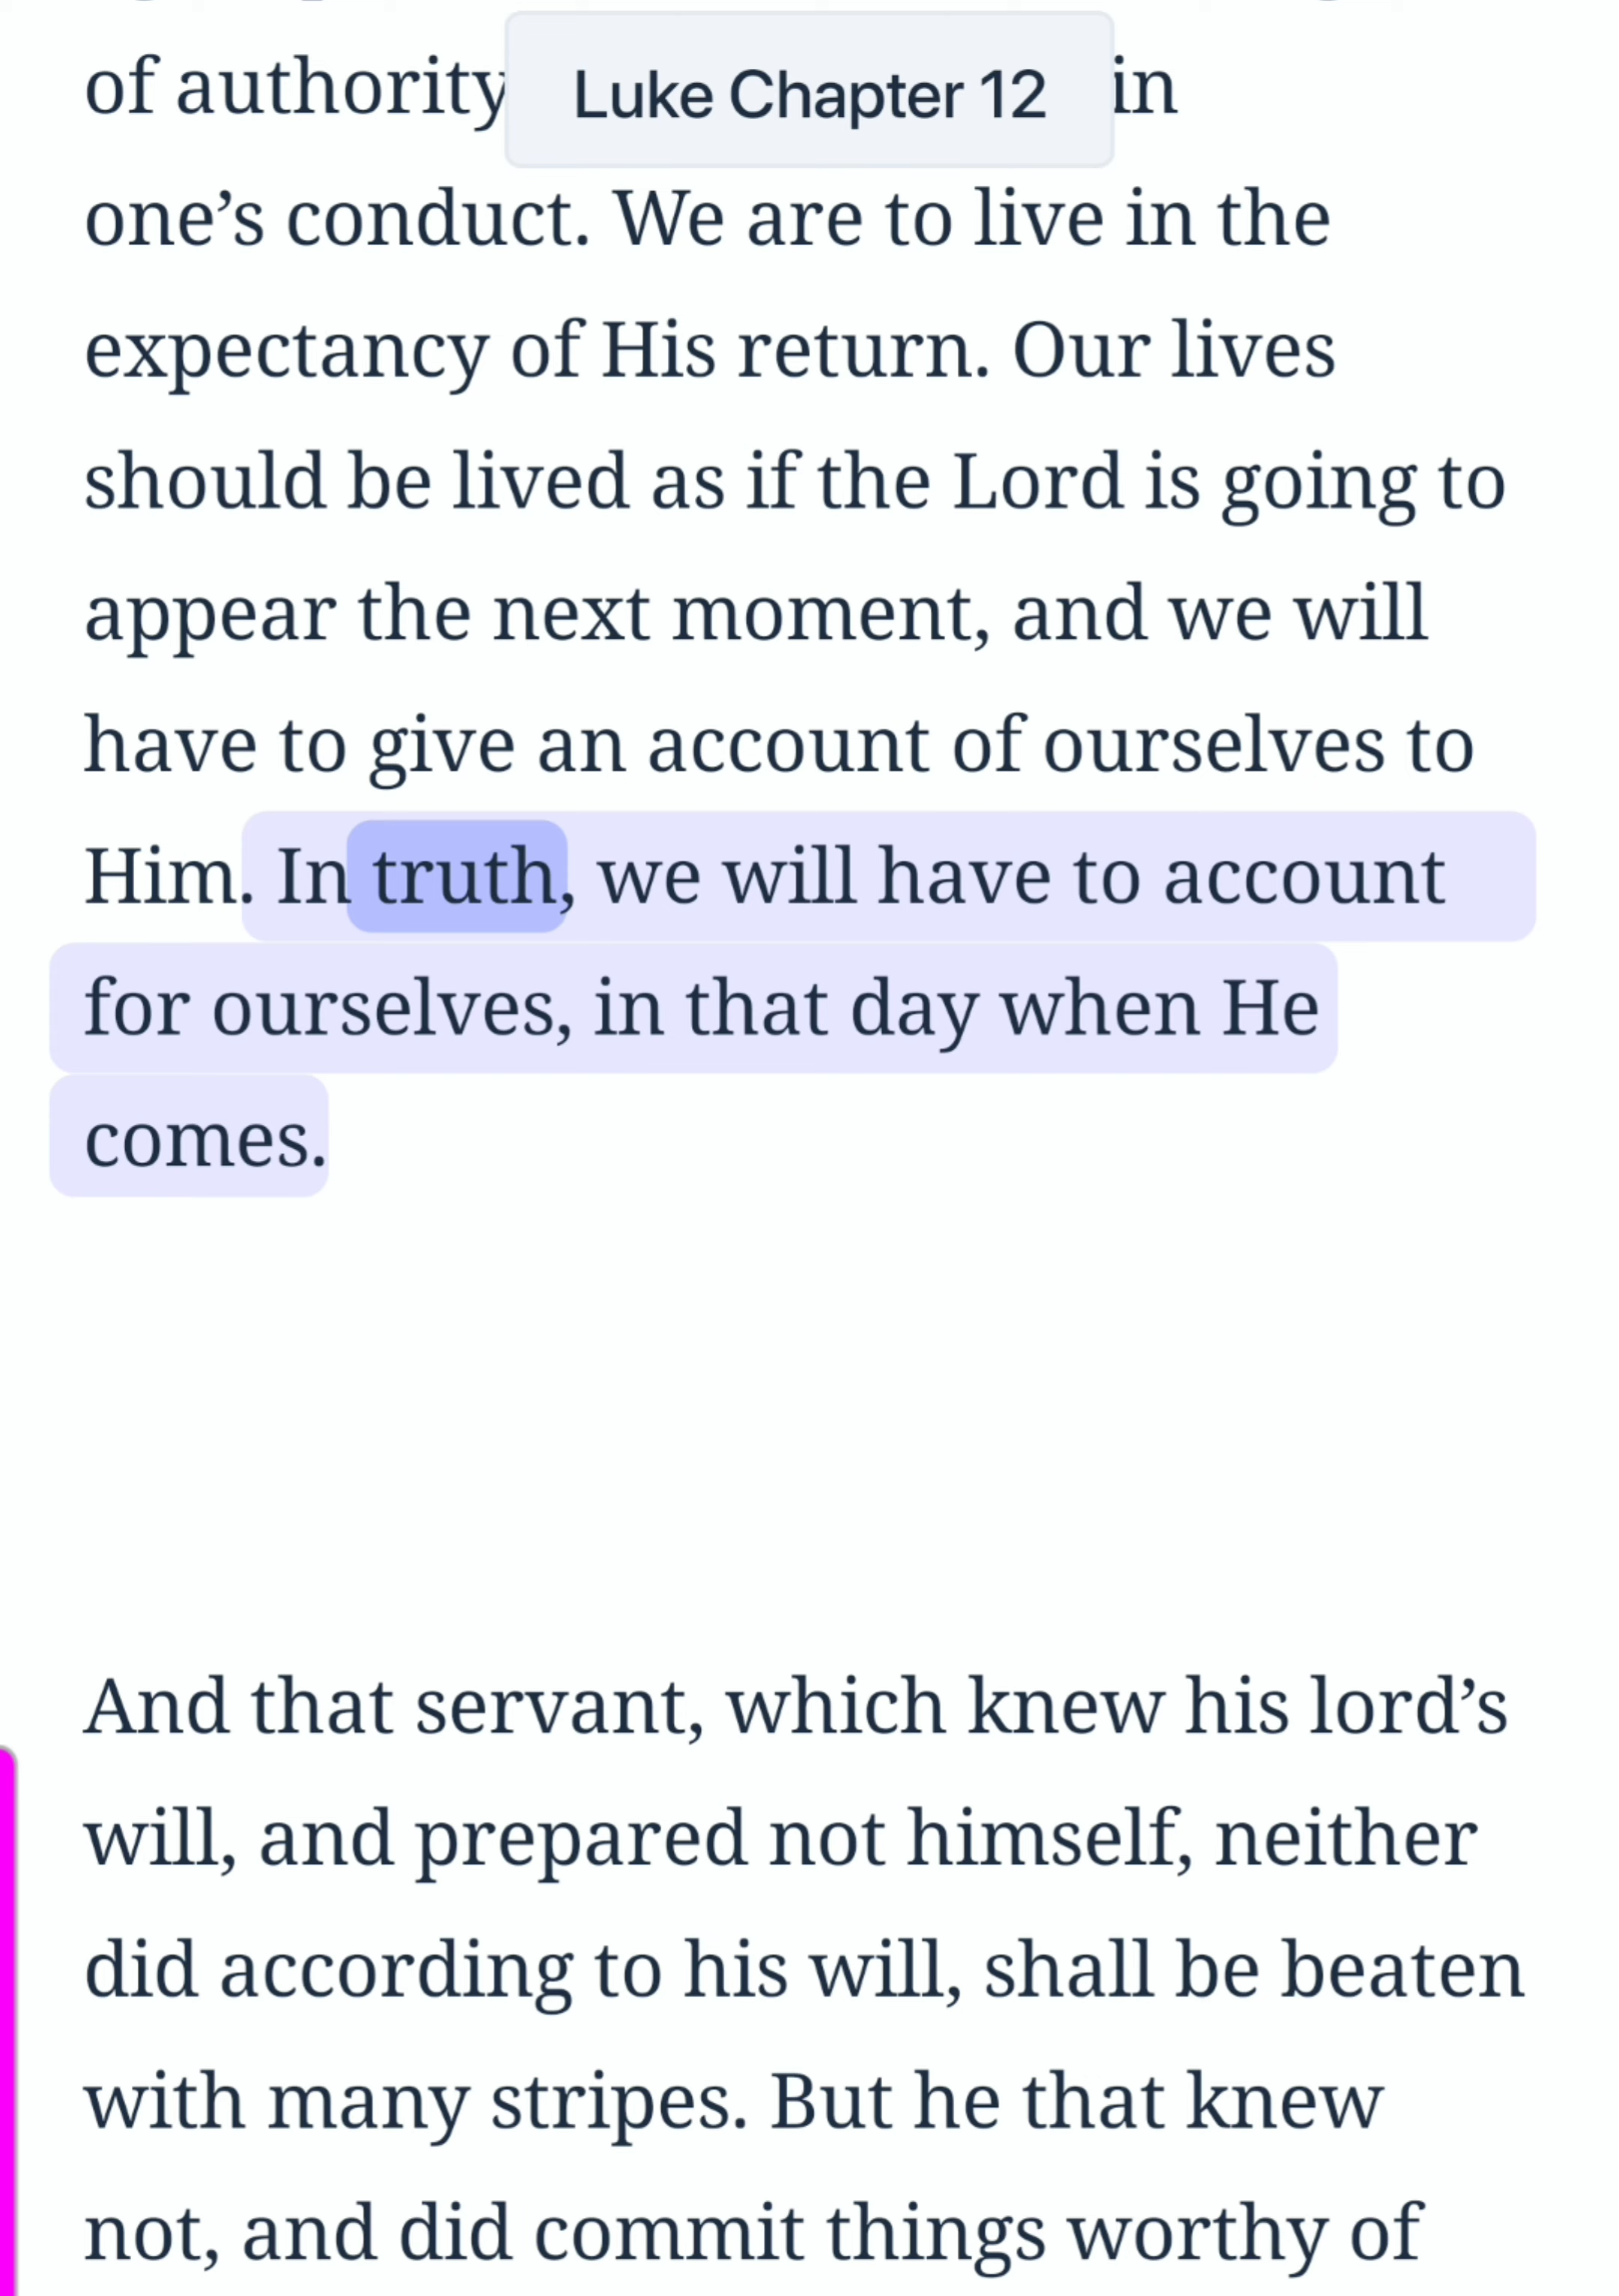 of authority Luke Chapter 12 in
one’s conduct. We are to live in the
expectancy of His return. Our lives
should be lived as if the Lord is going to
appear the next moment, and we will
have to give an account of ourselves to
Him. In truth, we will have to account
for ourselves, in that day when He
comes.
And that servant, which knew his lord’s
will, and prepared not himself, neither
did according to his will, shall be beaten
with many stripes. But he that knew
not, and did commit things worthy of